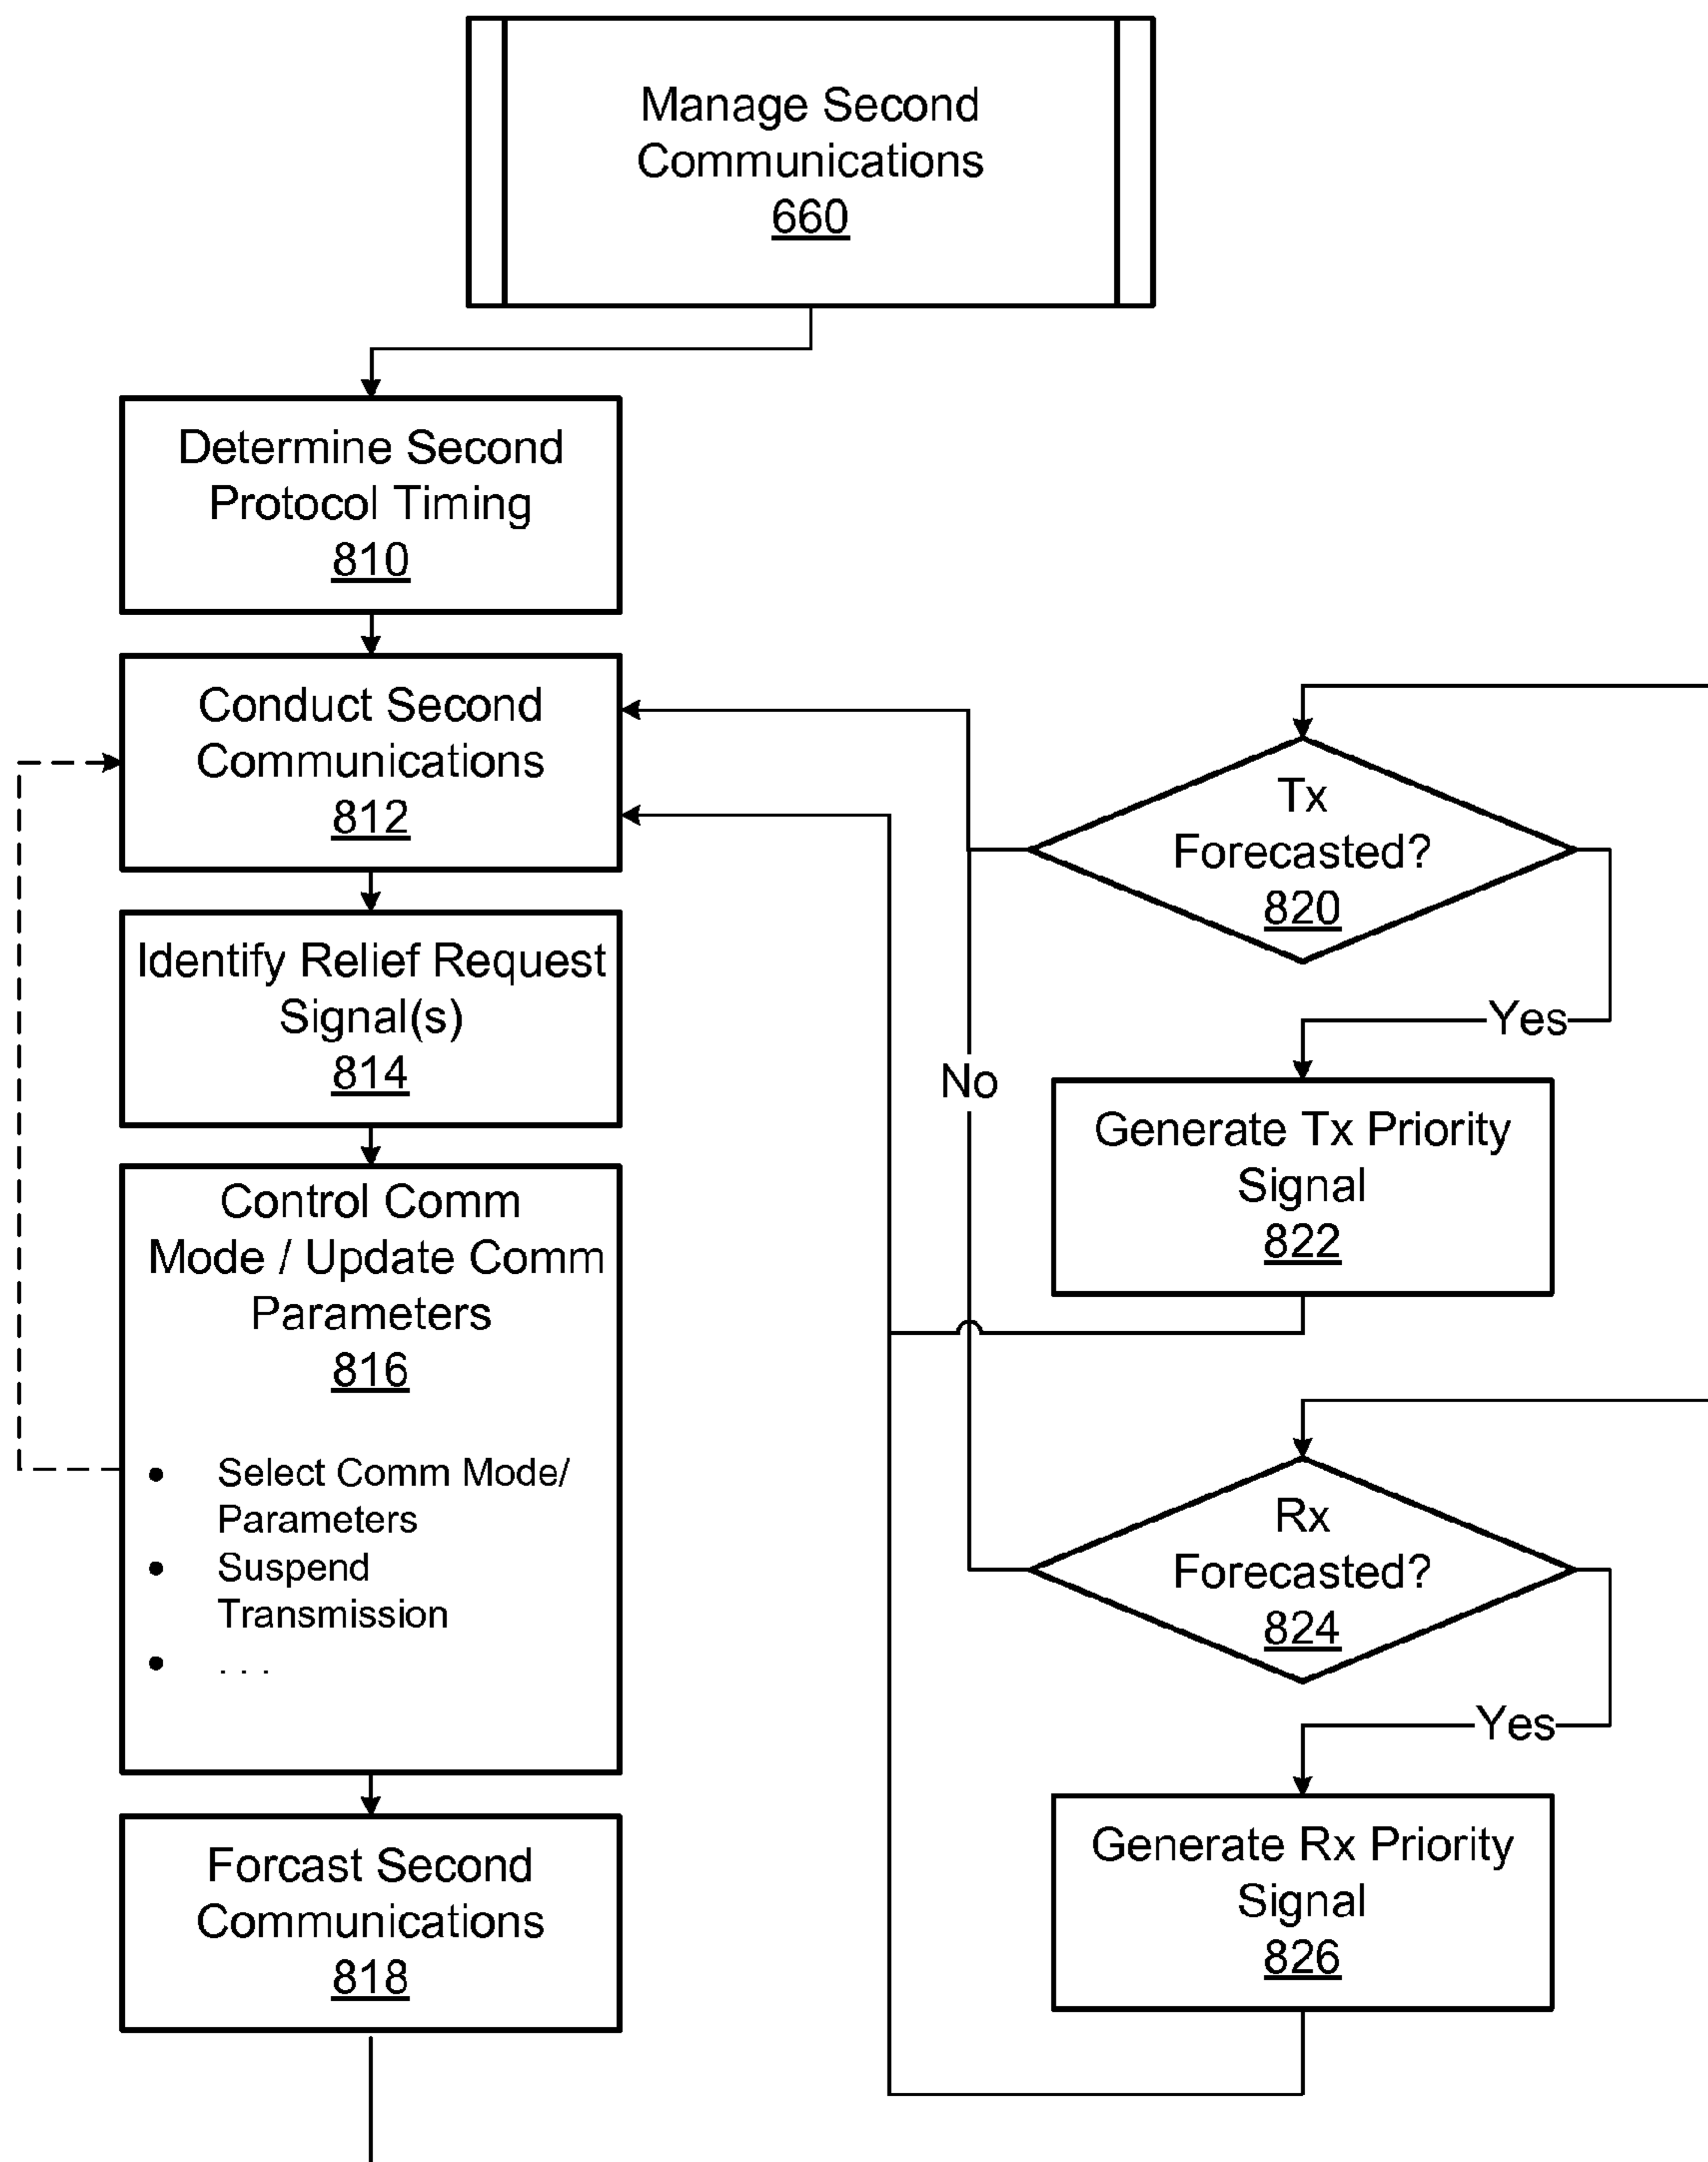 Manage Second
Communications
660
Determine Second
Protocol Timing
810
Conduct Second
Communications
812
Identify Relief Request
Signal(s)
814
Control Comm
Mode / Update Comm
Parameters
816
• Select Comm Mode/
Parameters
• Suspend
Transmission
• . . .
Forcast Second
Communications
818
Tx
Forecasted?
820
Yes
No
Generate Tx Priority
Signal
822
Rx
Forecasted?
824
Yes
Generate Rx Priority
Signal
826